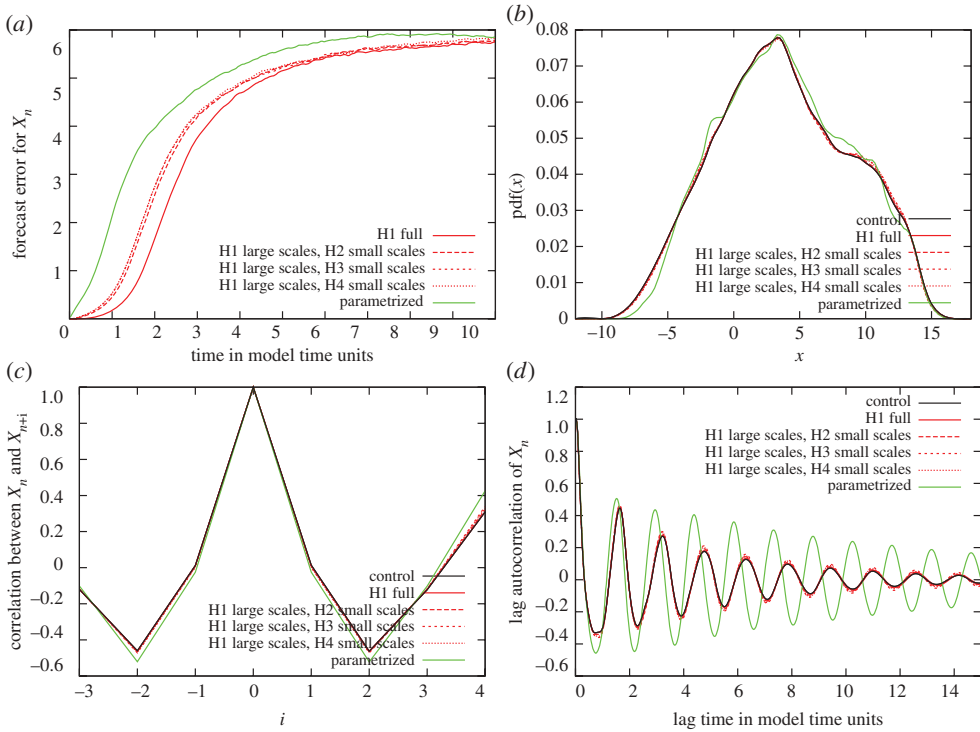 (a)
6
5
4
3
2
1
0 1 2 3 4 5 6 7 8 9 10
forecast error for Xn
time in model time units
H1 full
H1 large scales, H2 small scales
H1 large scales, H3 small scales
H1 large scales, H4 small scales
parametrized
(b)
0.08
0.07
0.06
0.05
0.04
0.03
0.02
0.01
0
−10 −5 0 5 10 15
pdf(x)
x
control
H1 full
H1 large scales, H2 small scales
H1 large scales, H3 small scales
H1 large scales, H4 small scales
parametrized
(c)
1.0
0.8
0.6
0.4
0.2
0
−0.2
−0.4
−0.6
−3 −2 −1 0 1 2 3 4
correlation between Xn and Xn+i
i
control
H1 full
H1 large scales, H2 small scales
H1 large scales, H3 small scales
H1 large scales, H4 small scales
parametrized
(d)
1.2
1.0
0.8
0.6
0.4
0.2
0
−0.2
−0.4
−0.6
0 2 4 6 8 10 12 14
lag autocorrelation of Xn
lag time in model time units
control
H1 full
H1 large scales, H2 small scales
H1 large scales, H3 small scales
H1 large scales, H4 small scales
parametrized